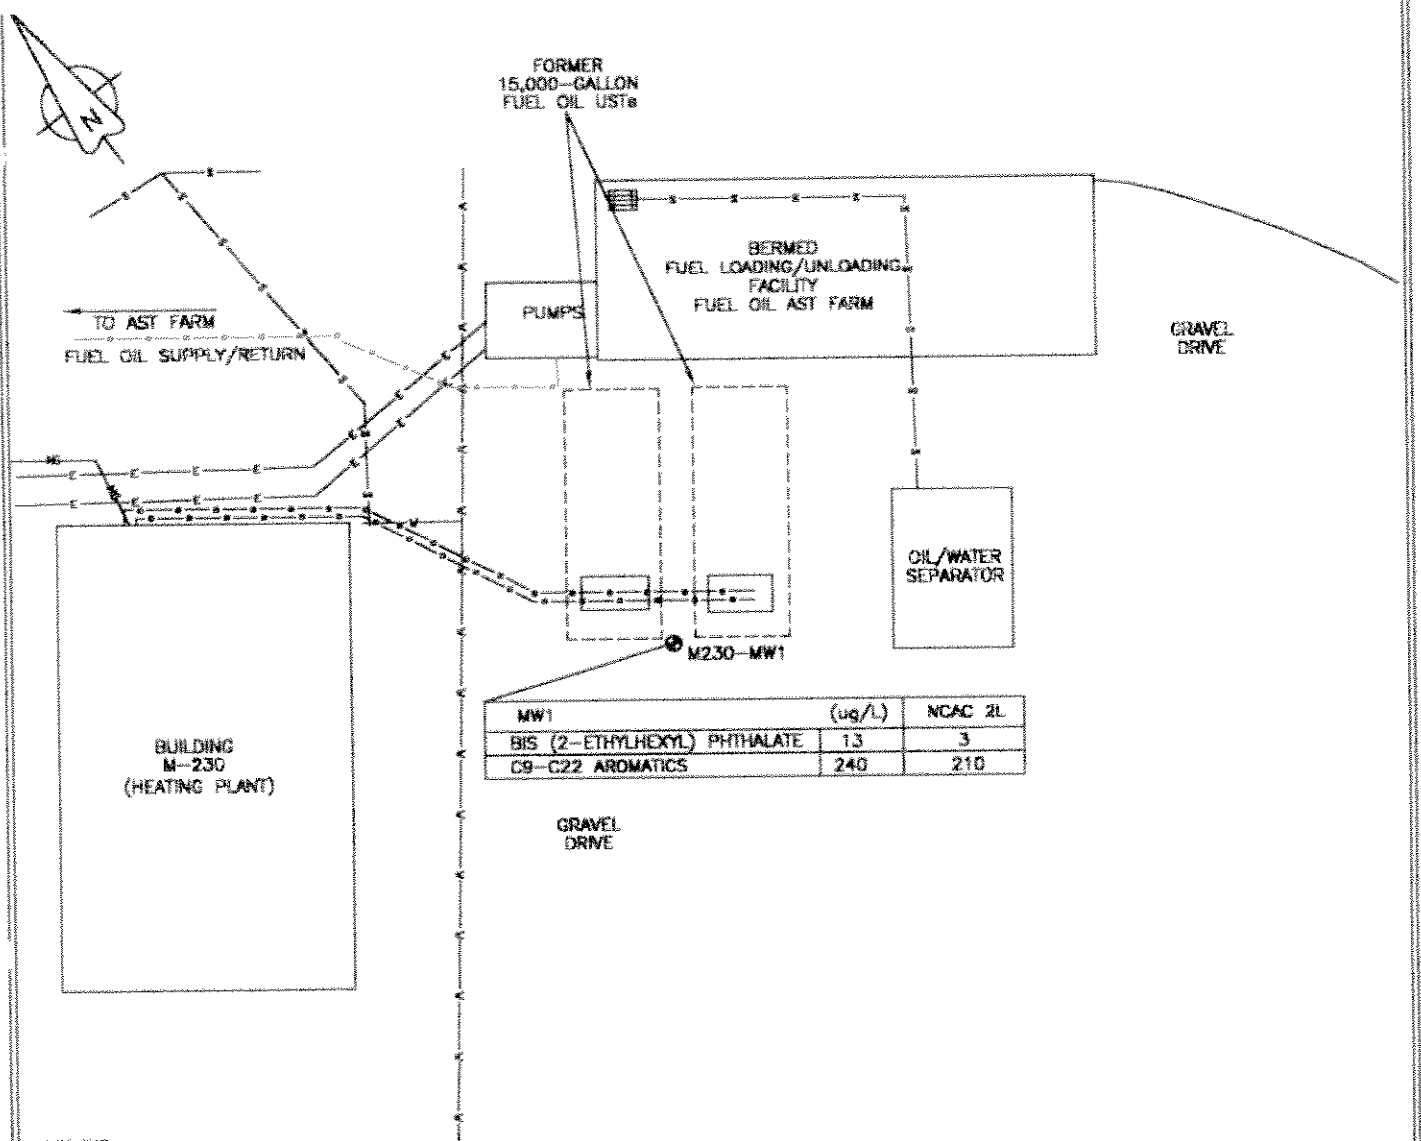 N
FORMER
15,000-GALLON
FUEL OIL USTs
BERMED
FUEL LOADING/UNLOADING
FACILITY
FUEL OIL AST FARM
PUMPS
TO AST FARM
FUEL OIL SUPPLY/RETURN
GRAVEL
DRIVE
OIL/WATER
SEPARATOR
M230-MW1
MW1 (ug/L) NCAC 2L
BIS (2-ETHYLHEXYL) PHTHALATE 13 3
C9-C22 AROMATICS 240 210
BUILDING
M-230
(HEATING PLANT)
GRAVEL
DRIVE